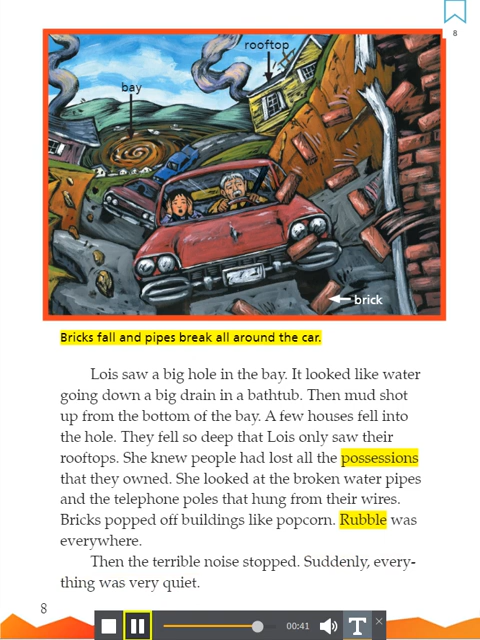 8
rooftop
bay
brick
Bricks fall and pipes break all around the car.
Lois saw a big hole in the bay. It looked like water
going down a big drain in a bathtub. Then mud shot
up from the bottom of the bay. A few houses fell into
the hole. They fell so deep that Lois only saw their
rooftops. She knew people had lost all the possessions
that they owned. She looked at the broken water pipes
and the telephone poles that hung from their wires.
Bricks popped off buildings like popcorn. Rubble was
everywhere.
Then the terrible noise stopped. Suddenly, every-
thing was very quiet.
8
00:41
T